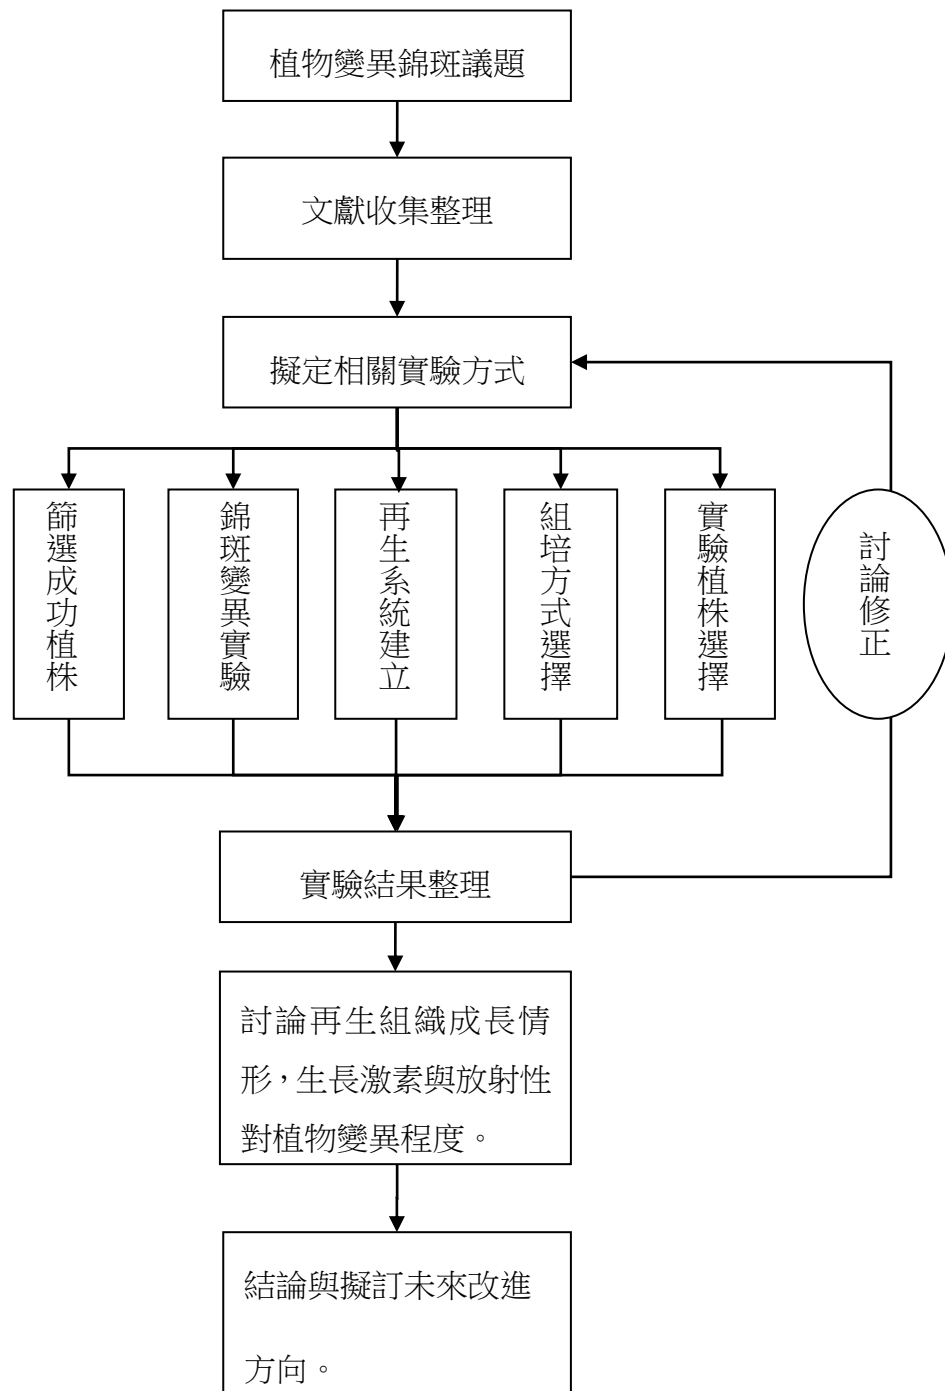 植物變異錦斑議題
文獻收集整理
擬定相關實驗方式
篩選成功植株
錦斑變異實驗
再生系統建立
組培方式選擇
實驗植株選擇
討論修正
實驗結果整理
討論再生組織成長情
形，生長激素與放射性
對植物變異程度。
結論與擬訂未來改進
方向。